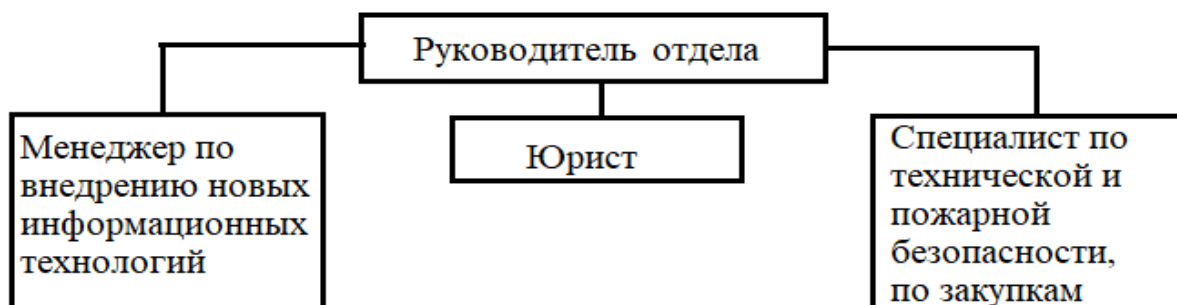 Руководитель отдела
Менеджер по
внедрению новых
информационных
технологий
Юрист
Специалист по
технической и
пожарной
безопасности,
по закупкам